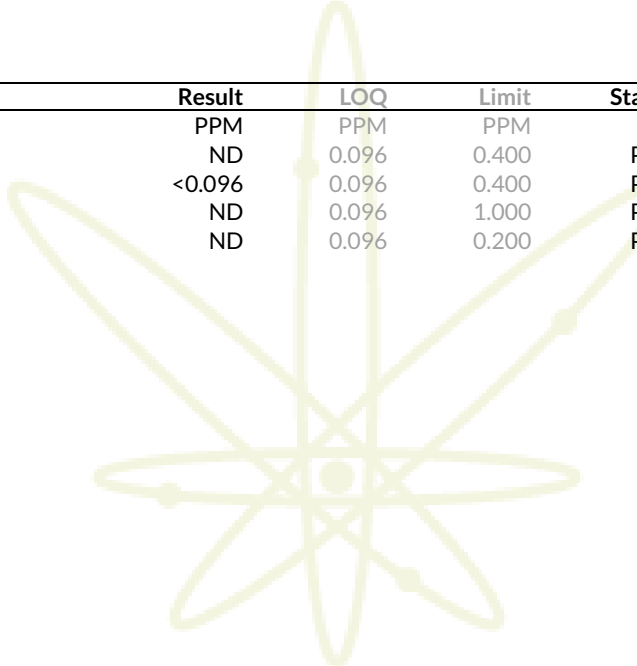 Result LOQ Limit Sta
PPM PPM PPM
ND 0.096 0.400 P
<0.096 0.096 0.400 P
ND 0.096 1.000 P
ND 0.096 0.200 P